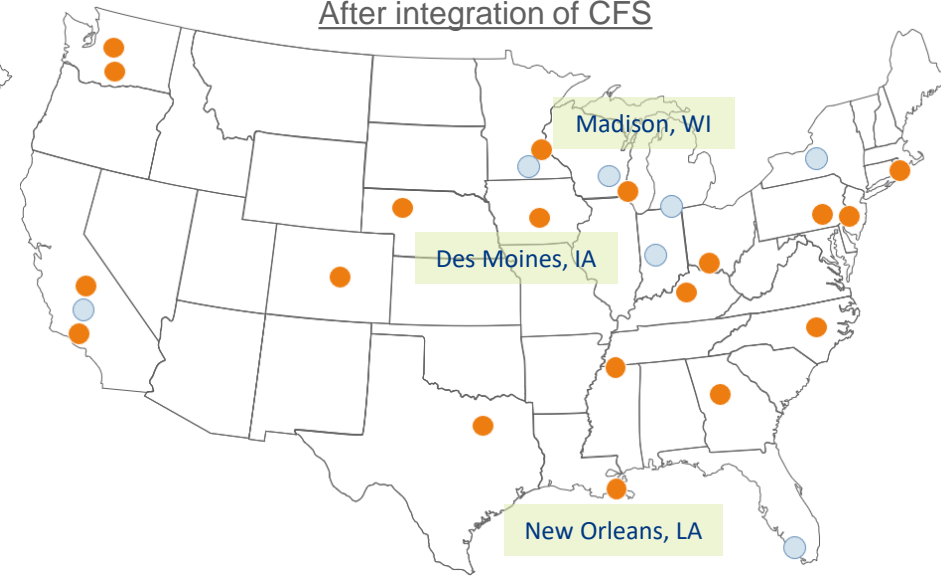 After integration of CFS
Madison, WI
Des Moines, IA
New Orleans, LA